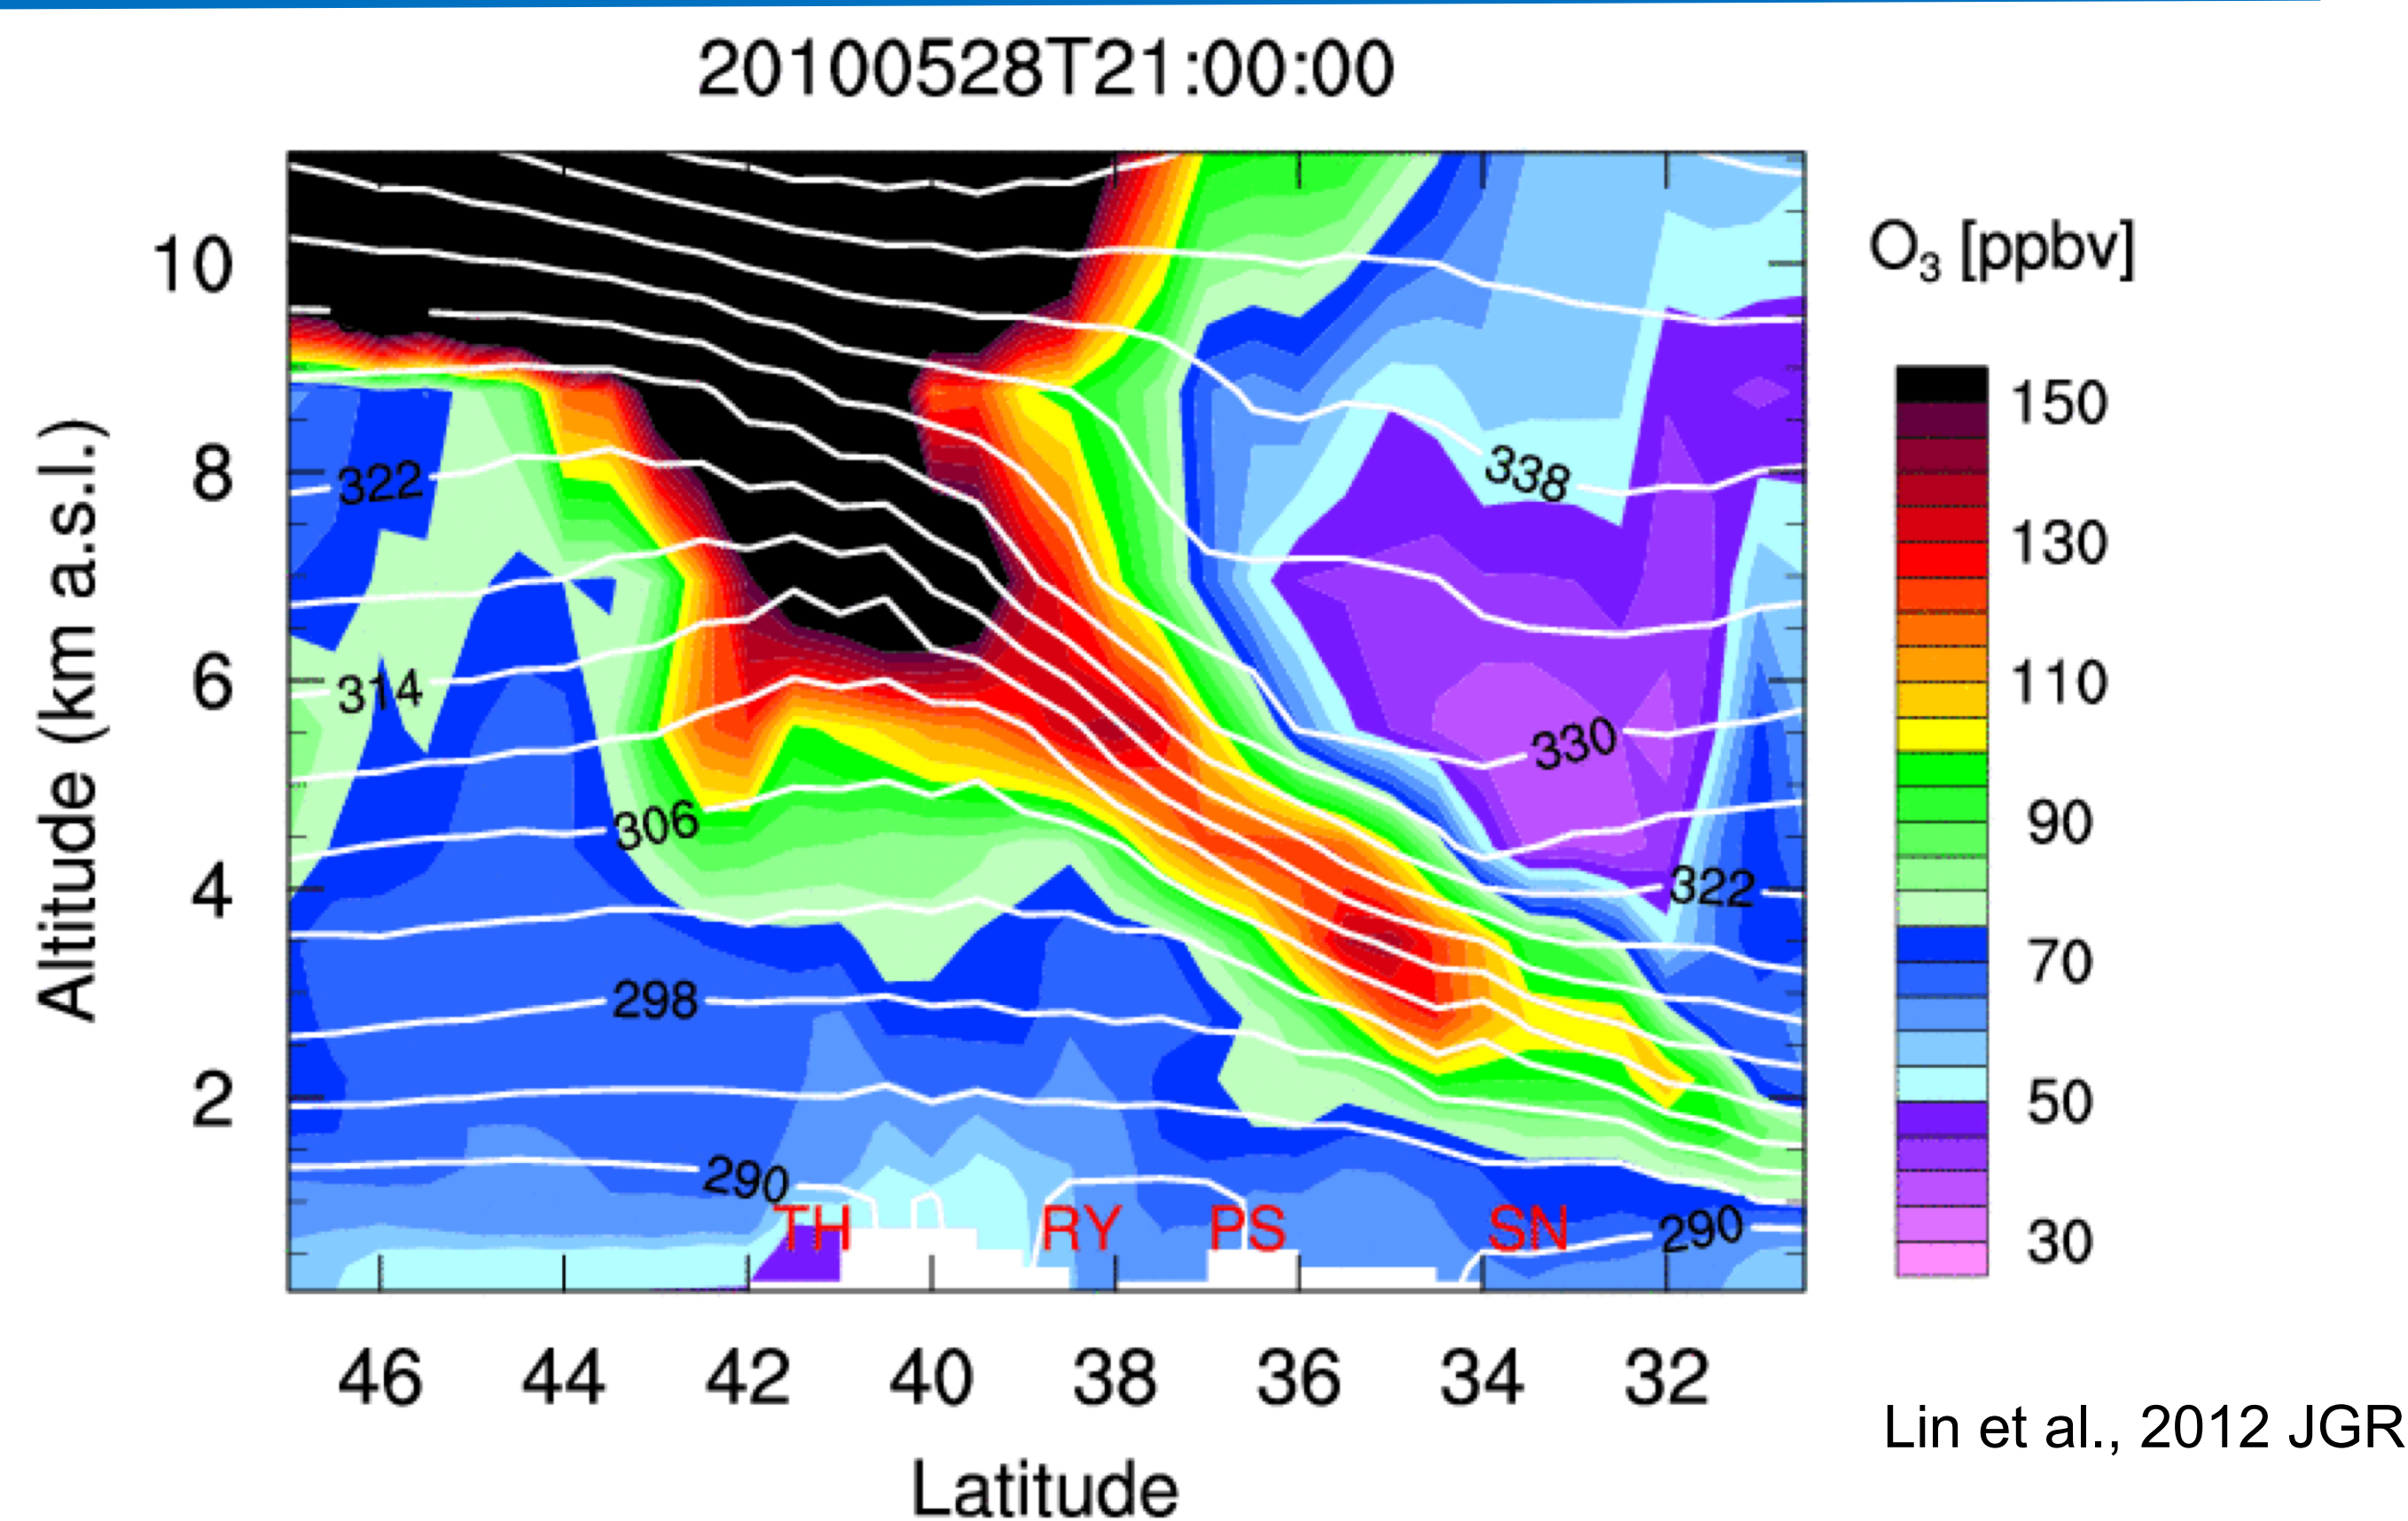 20100528T21:00:00
O₃ [ppbv]
Altitude (km a.s.l.)
10
8
6
4
2
322
314
306
298
290
338
330
322
290
TH
RY
PS
SN
150
130
110
90
70
50
30
46 44 42 40 38 36 34 32
Latitude
Lin et al., 2012 JGR